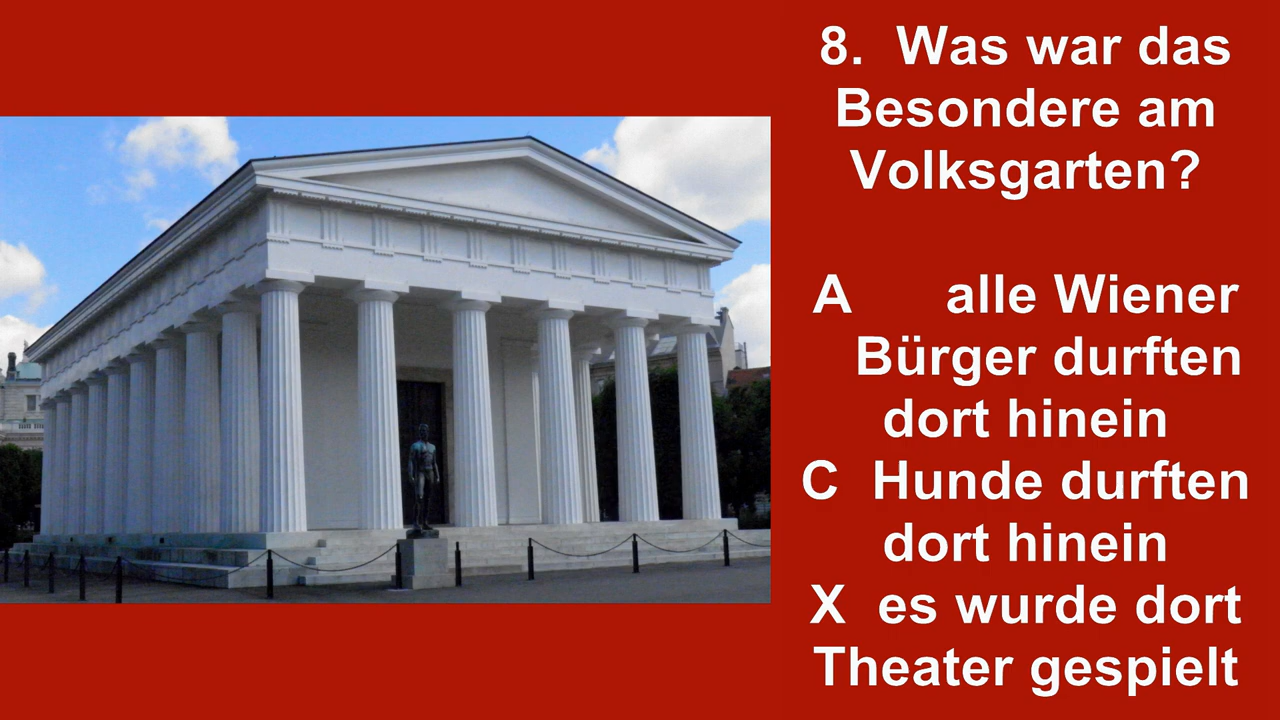 8. Was war das
Besondere am
Volksgarten?
A alle Wiener
Bürger durften
dort hinein
C Hunde durften
dort hinein
X es wurde dort
Theater gespielt